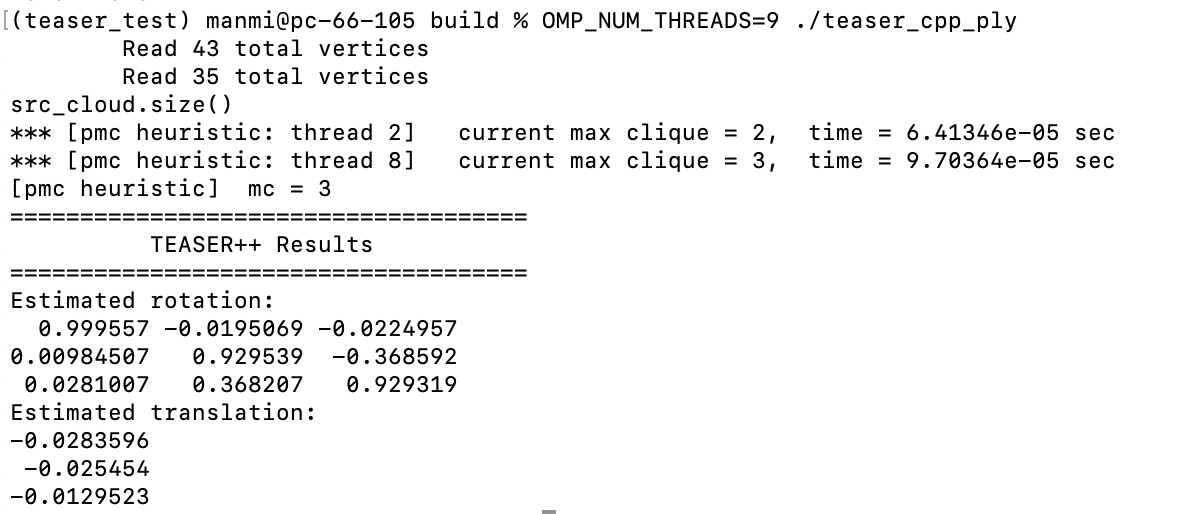 [(teaser_test) manmi@pc-66-105 build % OMP_NUM_THREADS=9 ./teaser_cpp_ply
Read 43 total vertices
Read 35 total vertices
src_cloud.size()
*** [pmc heuristic: thread 2]   current max clique = 2,  time = 6.41346e-05 sec
*** [pmc heuristic: thread 8]   current max clique = 3,  time = 9.70364e-05 sec
[pmc heuristic]  mc = 3
=====================================
TEASER++ Results
=====================================
Estimated rotation:
0.999557 -0.0195069 -0.0224957
0.00984507   0.929539  -0.368592
0.0281007   0.368207   0.929319
Estimated translation:
-0.0283596
-0.025454
-0.0129523